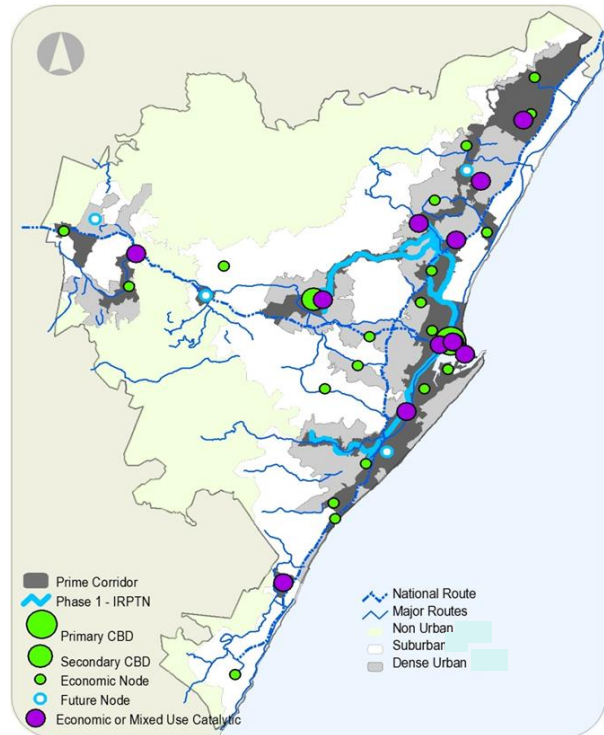 Prime Corridor
Phase 1 - IRPTN
Primary CBD
Secondary CBD
Economic Node
Future Node
Economic or Mixed Use Catalytic
National Route
Major Routes
Non Urban
Suburban
Dense Urban